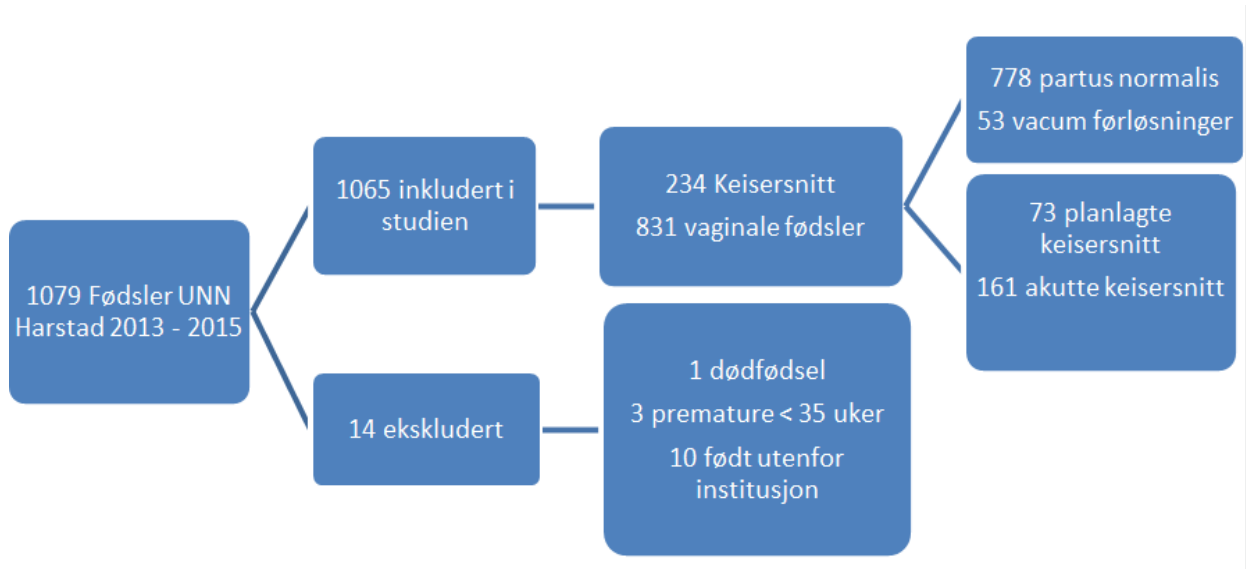 1079 Fødsler UNN
Harstad 2013 - 2015
1065 inkludert i
studien
234 Keisersnitt
831 vaginale fødsler
778 partus normalis
53 vacum førløsninger
73 planlagte
keisersnitt
161 akutte keisersnitt
14 ekskludert
1 dødfødsel
3 premature < 35 uker
10 født utenfor
institusjon